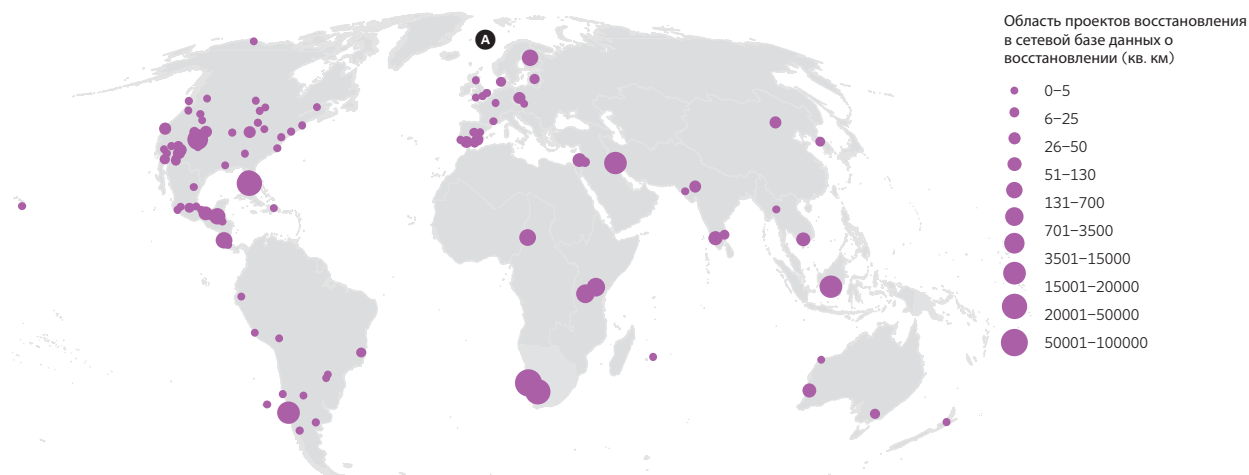 A
Область проектов восстановления
в сетевой базе данных о
восстановлении (кв. км)
0–5
6–25
26–50
51–130
131–700
701–3500
3501–15000
15001–20000
20001–50000
50001–100000